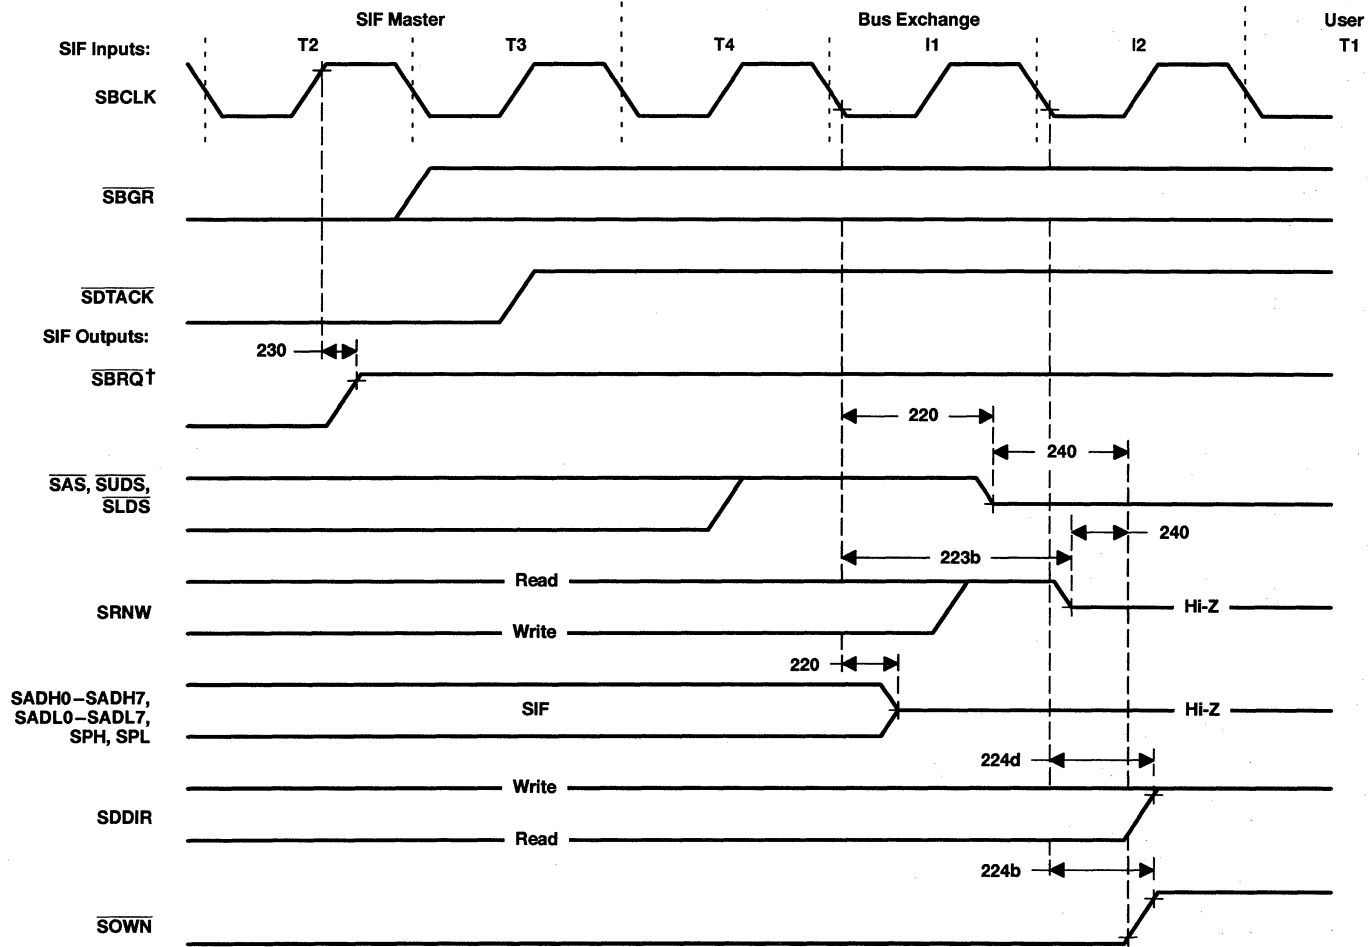 SIF Master
Bus Exchange
User
SIF Inputs:
T2
T3
T4
I1
I2
T1
SBCLK
SBGR
SDTACK
SIF Outputs:
230
SBRQ†
220
240
SAS, SUDS,
SLDS
240
223b
Read
SRNW
Hi-Z
Write
220
SADH0–SADH7,
SADL0–SADL7,
SPH, SPL
SIF
Hi-Z
224d
Write
SDDIR
Read
224b
SOWN